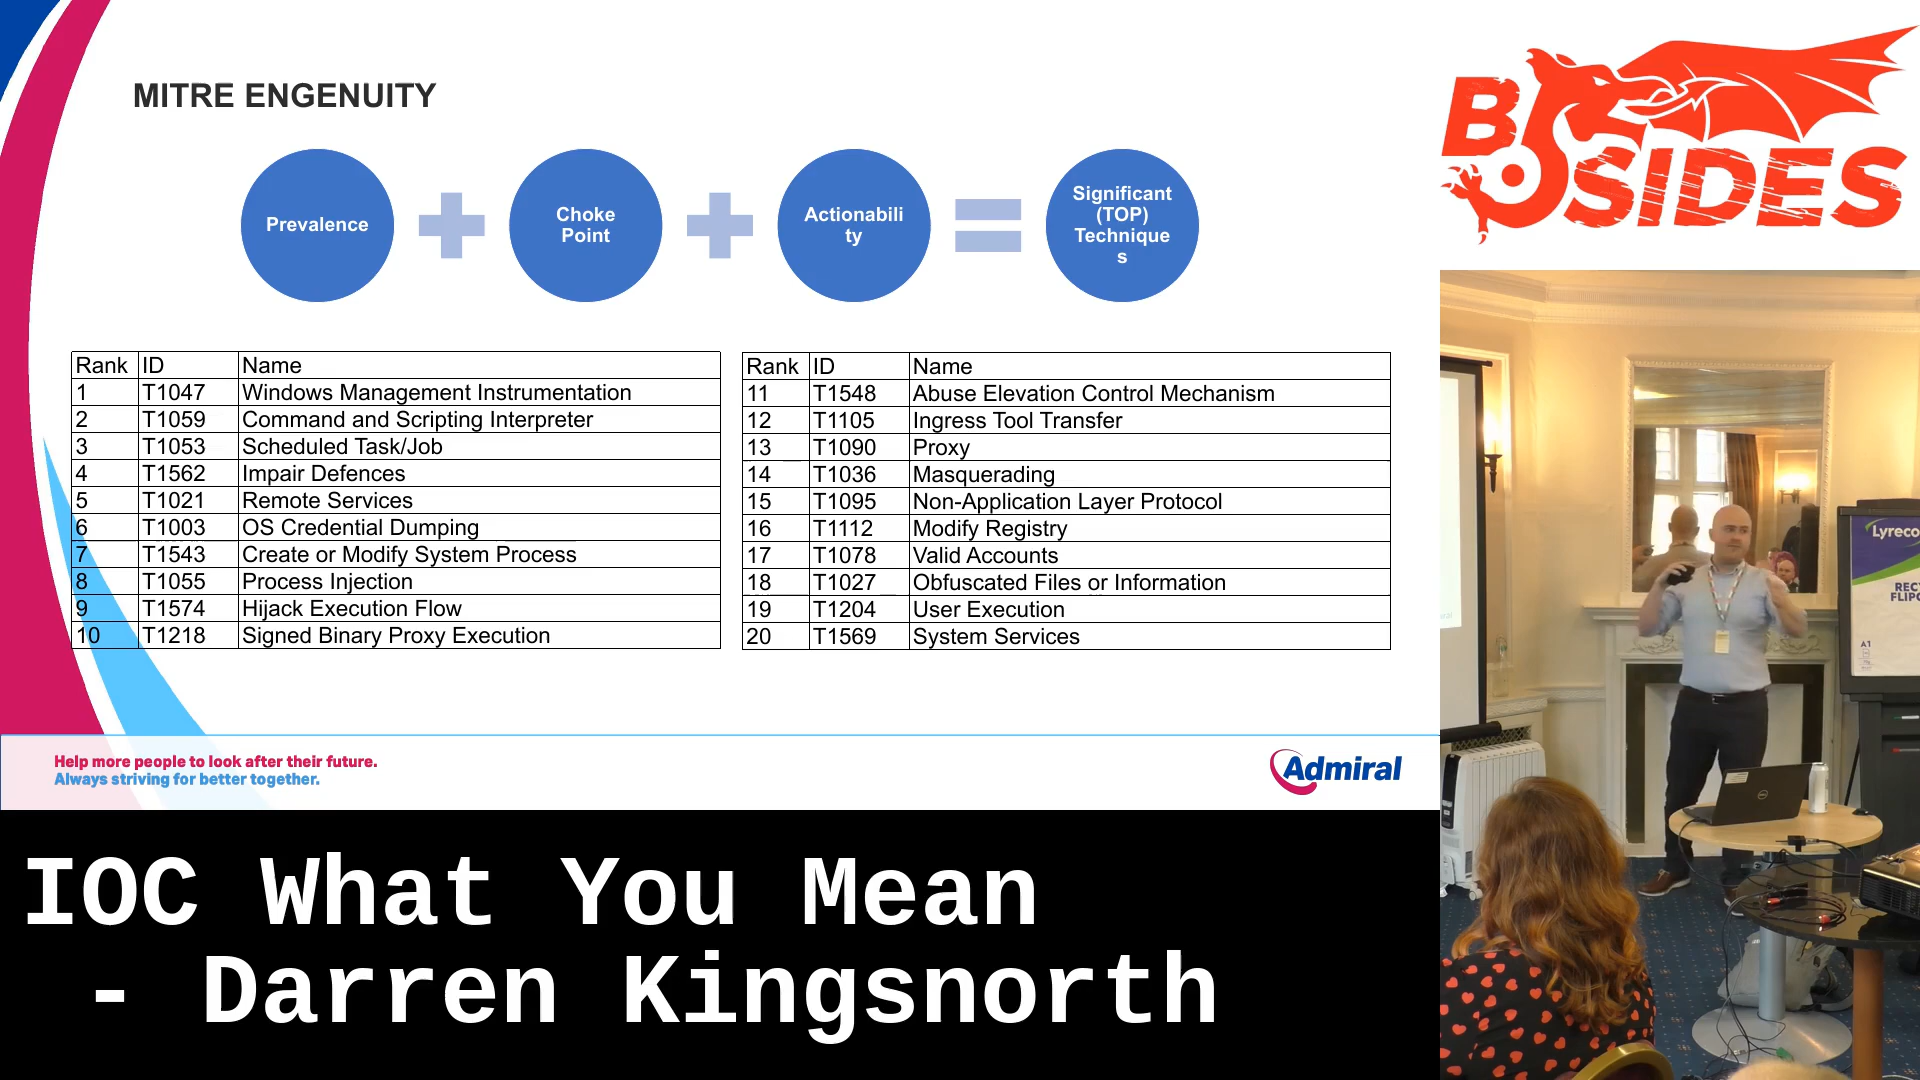 MITRE ENGENUITY
Prevalence
Choke
Point
Actionabili
ty
Significant
(TOP)
Technique
s
Rank ID Name
1 T1047 Windows Management Instrumentation
2 T1059 Command and Scripting Interpreter
3 T1053 Scheduled Task/Job
4 T1562 Impair Defences
5 T1021 Remote Services
6 T1003 OS Credential Dumping
7 T1543 Create or Modify System Process
8 T1055 Process Injection
9 T1574 Hijack Execution Flow
10 T1218 Signed Binary Proxy Execution
Rank ID Name
11 T1548 Abuse Elevation Control Mechanism
12 T1105 Ingress Tool Transfer
13 T1090 Proxy
14 T1036 Masquerading
15 T1095 Non-Application Layer Protocol
16 T1112 Modify Registry
17 T1078 Valid Accounts
18 T1027 Obfuscated Files or Information
19 T1204 User Execution
20 T1569 System Services
Help more people to look after their future.
Always striving for better together.
Admiral
IOC What You Mean
- Darren Kingsnorth
B
SIDES
Lyreco
REC
FLIP
A1
DELL